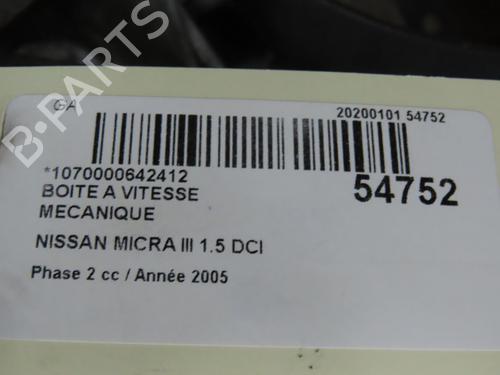 GA
20200101 54752
*1070000642412
54752
BOITE A VITESSE
MECANIQUE
NISSAN MICRA III 1.5 DCI
Phase 2 cc / Année 2005
B-PARTS